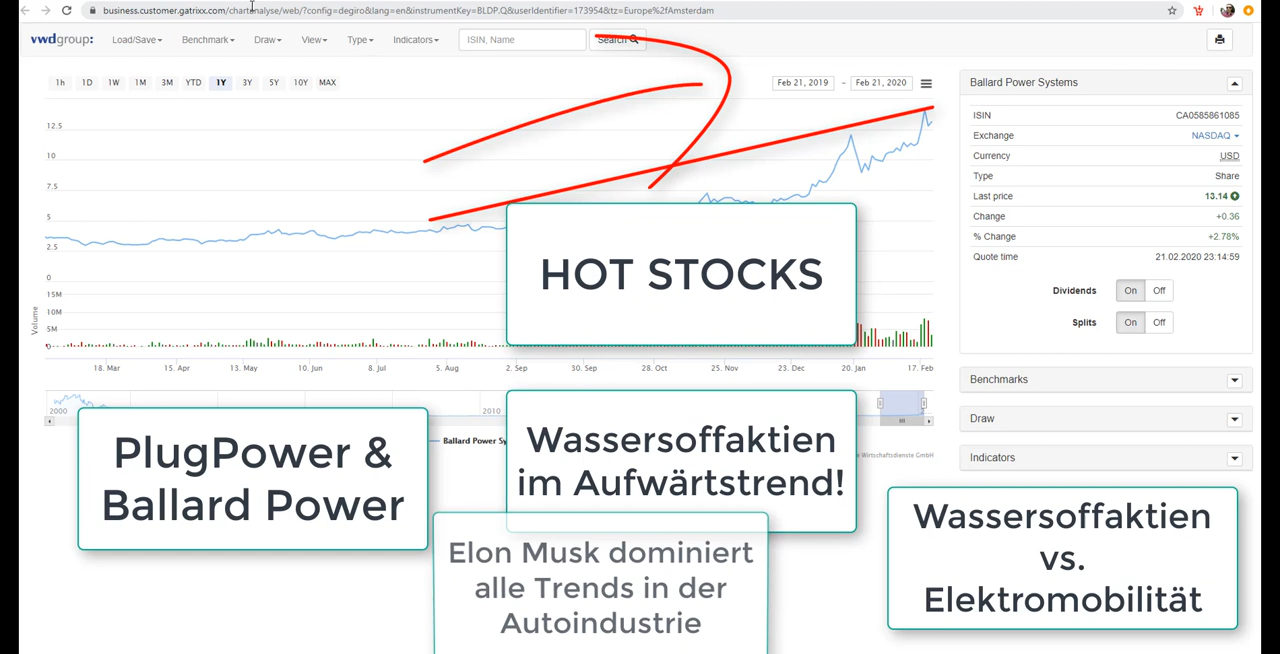 business.customer.gatrixx.com/chartanalyse/web/?config=degiro&lang=en&instrumentKey=BLDP.Q&userIdentifier=173954&tz=Europe%2fAmsterdam
vwdgroup: Load/Save Benchmark Draw View Type Indicators ISIN, Name Search
1h 1D 1W 1M 3M YTD 1Y 3Y 5Y 10Y MAX Feb 21, 2019 - Feb 21, 2020
12.5
10
7.5
5
2.5
0
15M
10M
5M
0
Volume
18. Mar 15. Apr 13. May 10. Jun 8. Jul 5. Aug 2. Sep 30. Sep 28. Oct 25. Nov 23. Dec 20. Jan 17. Feb
2000 2010
Ballard Power Sy
Wirtschaftsdienste GmbH
Ballard Power Systems
ISIN CA0585861085
Exchange NASDAQ
Currency USD
Type Share
Last price 13.14
Change +0.36
% Change +2.78%
Quote time 21.02.2020 23:14:59
Dividends On Off
Splits On Off
Benchmarks
Draw
Indicators
HOT STOCKS
PlugPower &
Ballard Power
Wassersoffaktien
im Aufwärtstrend!
Elon Musk dominiert
alle Trends in der
Autoindustrie
Wassersoffaktien
vs.
Elektromobilität